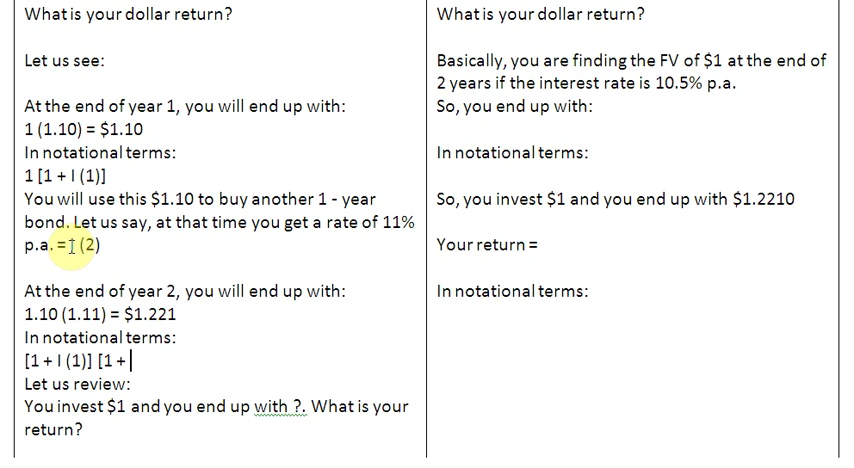 What is your dollar return?
Let us see:
At the end of year 1, you will end up with:
1 (1.10) = $1.10
In notational terms:
1 [1 + I (1)]
You will use this $1.10 to buy another 1 - year
bond. Let us say, at that time you get a rate of 11%
p.a. = I (2)
At the end of year 2, you will end up with:
1.10 (1.11) = $1.221
In notational terms:
[1 + I (1)] [1 +
Let us review:
You invest $1 and you end up with ?. What is your
return?
What is your dollar return?
Basically, you are finding the FV of $1 at the end of
2 years if the interest rate is 10.5% p.a.
So, you end up with:
In notational terms:
So, you invest $1 and you end up with $1.2210
Your return =
In notational terms: